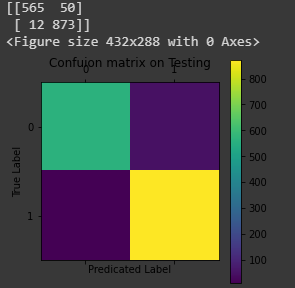 [[565 50]
[ 12 873]]
<Figure size 432x288 with 0 Axes>
Confuion matrix on Testing
0 1
0
1
True Label
Predicated Label
800
700
600
500
400
300
200
100